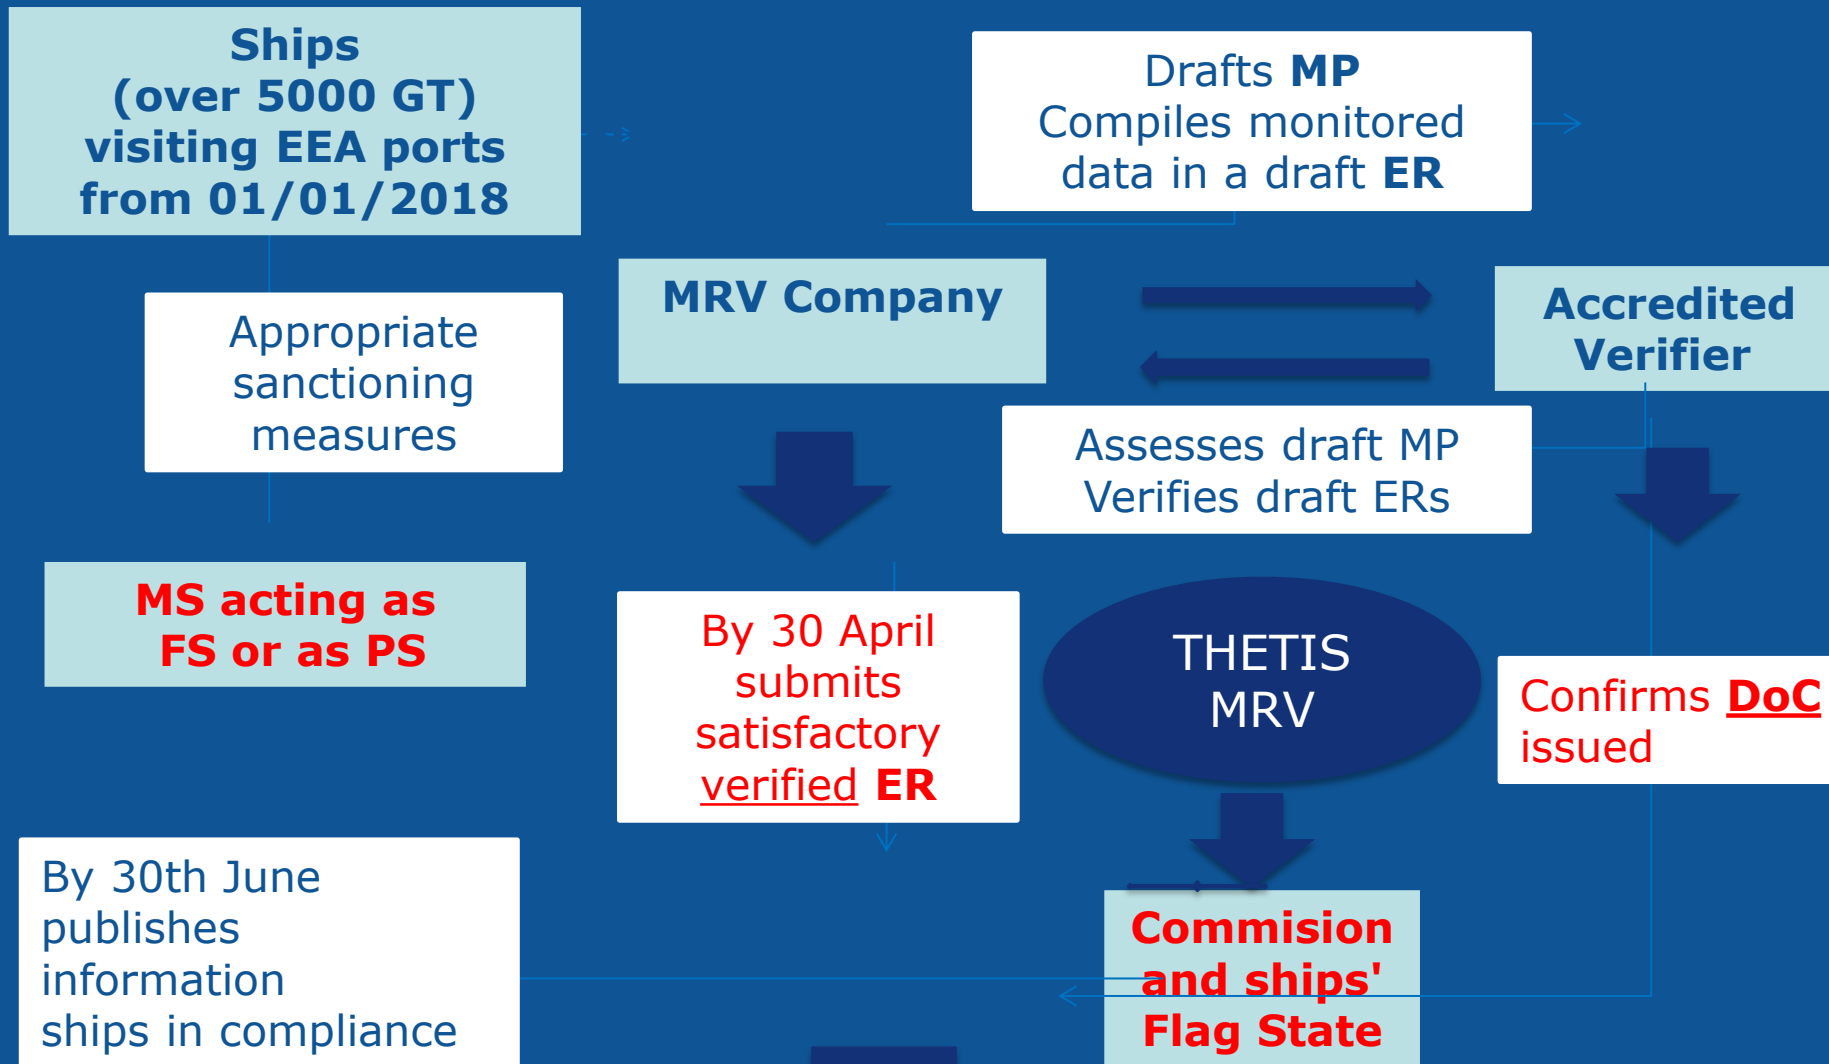 Ships
(over 5000 GT)
visiting EEA ports
from 01/01/2018
Drafts MP
Compiles monitored
data in a draft ER
Appropriate
sanctioning
measures
MRV Company
Accredited
Verifier
Assesses draft MP
Verifies draft ERs
MS acting as
FS or as PS
By 30 April
submits
satisfactory
verified ER
THETIS
MRV
Confirms DoC
issued
By 30th June
publishes
information
ships in compliance
Commision
and ships'
Flag State